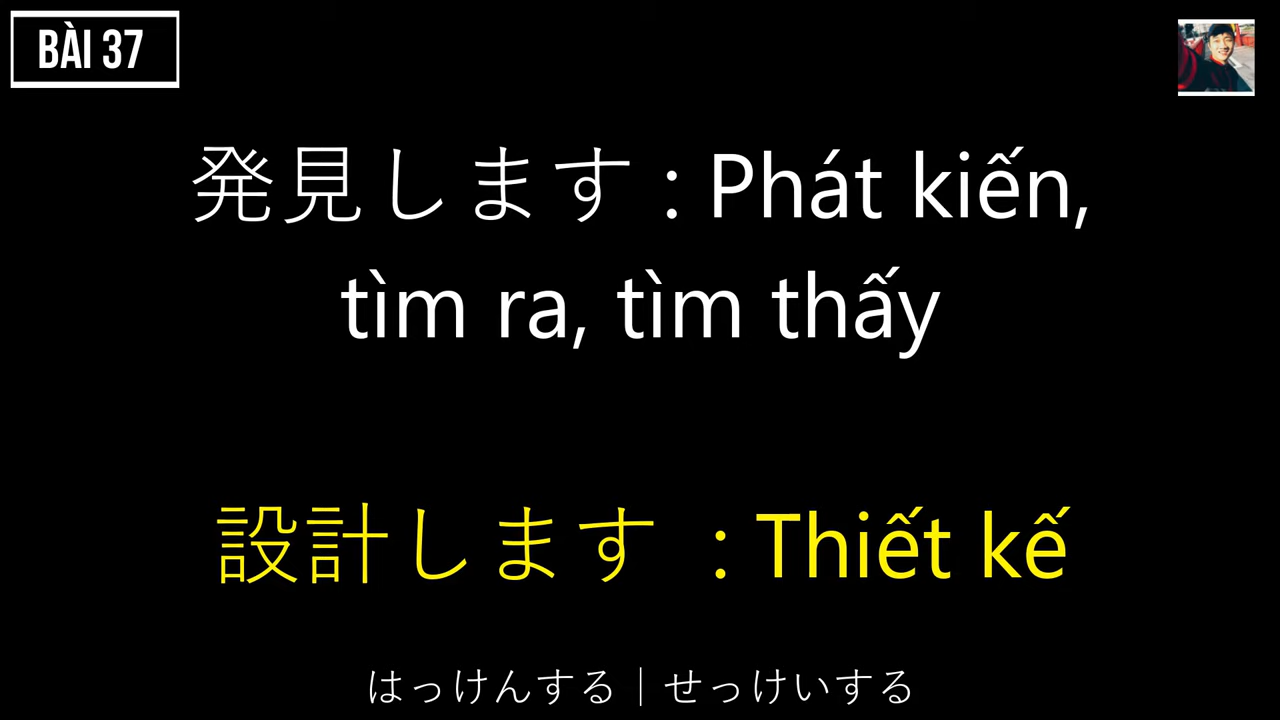 BÀI 37
発見します : Phát kiến,
tìm ra, tìm thấy
設計します : Thiết kế
はっけんする｜せっけいする